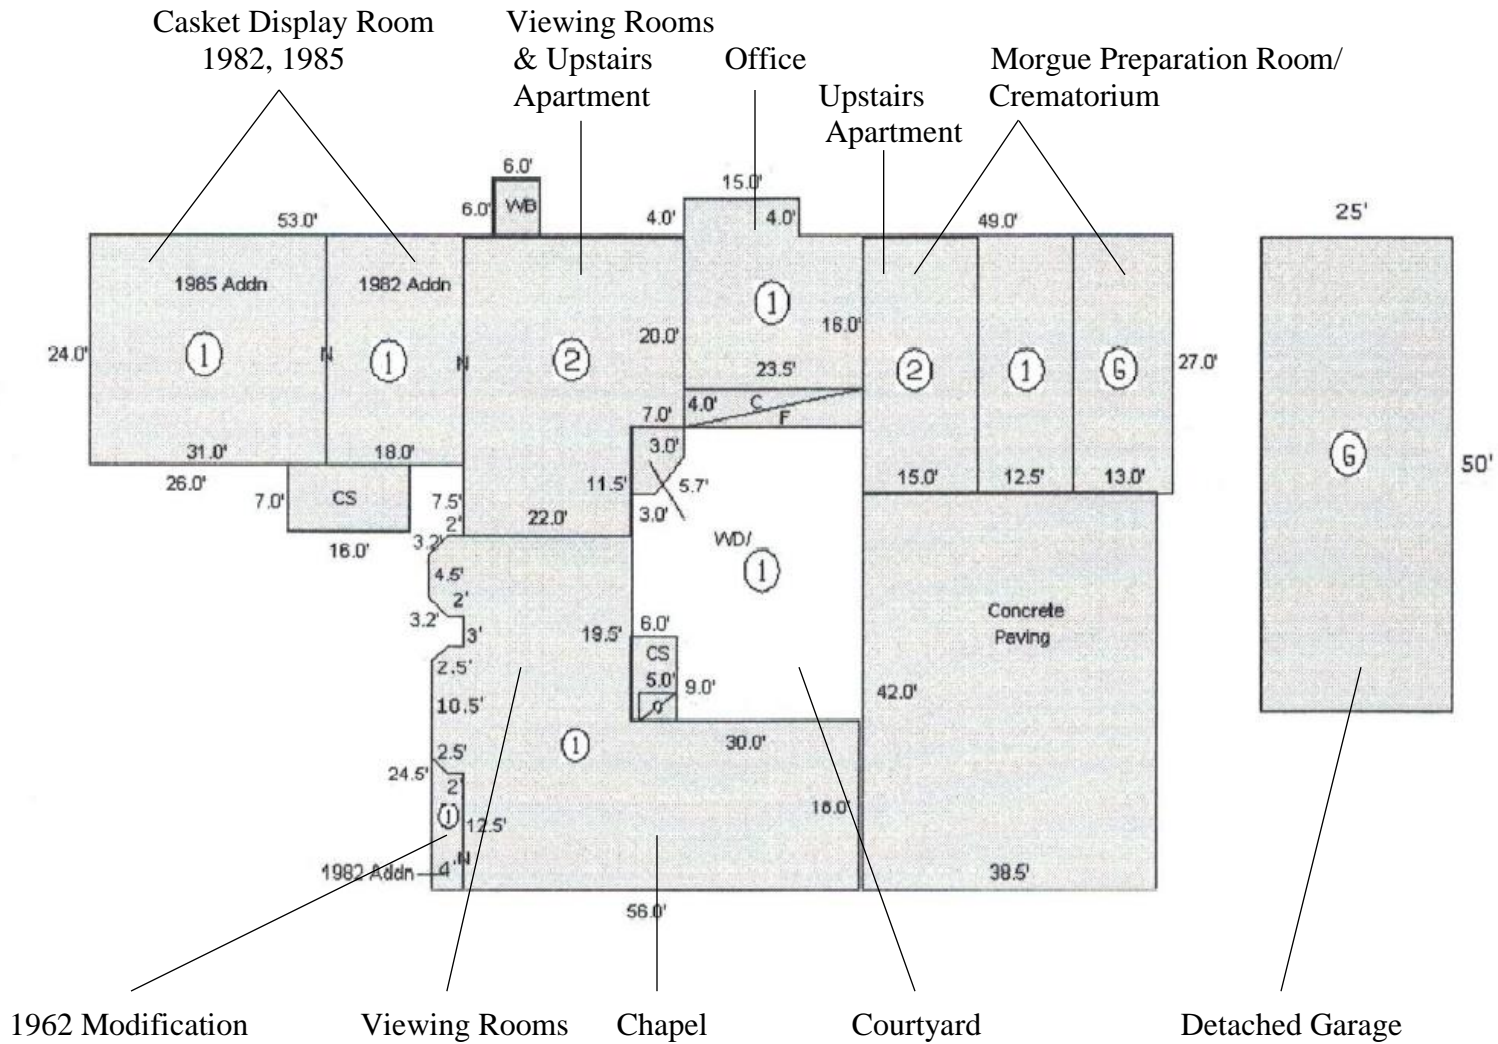 Casket Display Room
1982, 1985
Viewing Rooms
& Upstairs
Apartment
Office
Upstairs
Apartment
Morgue Preparation Room/
Crematorium
6.0'
6.0'
WB
15.0'
53.0'
4.0'
4.0'
49.0'
25'
1985 Addn
1982 Addn
24.0'
1
N
1
N
2
20.0'
1
16.0'
23.5'
2
1
G
27.0'
4.0'
C
F
7.0'
3.0'
31.0'
18.0'
26.0'
7.0'
CS
16.0'
7.5'
2'
22.0'
11.5'
5.7'
3.0'
15.0'
12.5'
13.0'
G
50'
3.2'
4.5'
2'
3.2'
3'
WD/
1
19.5'
6.0'
CS
5.0'
9.0'
Concrete
Paving
2.5'
10.5'
2.5'
42.0'
30.0'
1
24.5'
2'
1
12.5'
16.0'
1982 Addn
4'
N
38.5'
56.0'
1962 Modification
Viewing Rooms
Chapel
Courtyard
Detached Garage